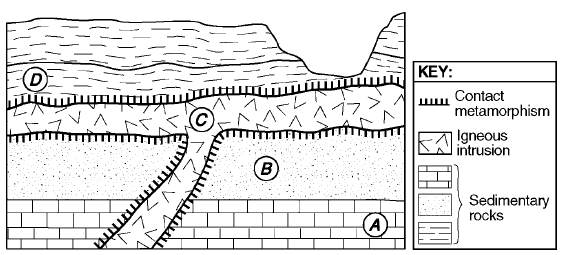 D
C
B
A
KEY:
Contact
metamorphism
Igneous
intrusion
Sedimentary
rocks